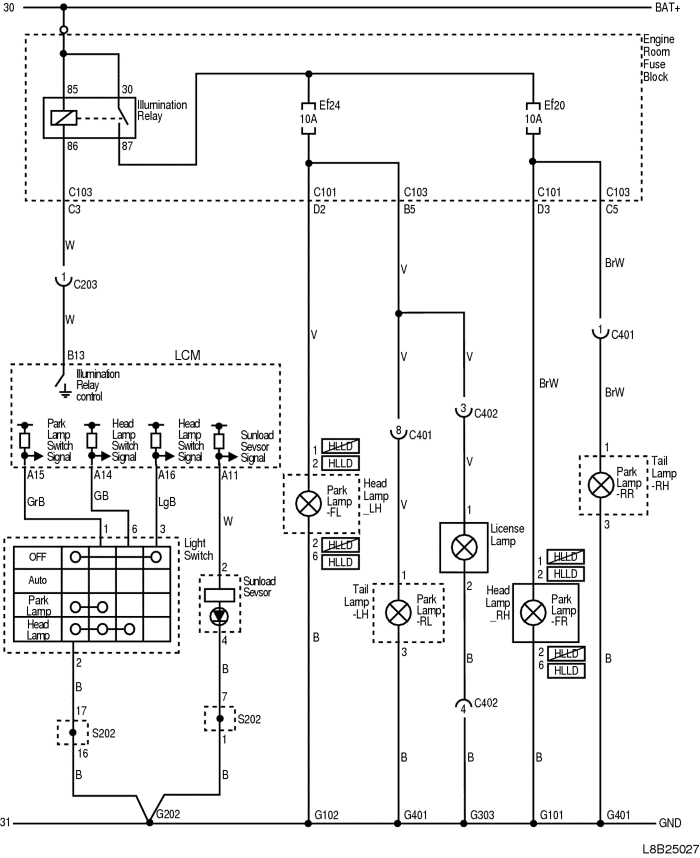 30
BAT+
Engine
Room
Fuse
Block
85
30
Illumination
Relay
86
87
Ef24
10A
Ef20
10A
C103
C101
C103
C101
C103
C3
D2
B5
D3
C5
W
1
C203
W
V
V
BrW
B13
LCM
Illumination
Relay
control
Park
Lamp
Switch
Signal
Head
Lamp
Switch
Signal
Head
Lamp
Switch
Signal
Sunload
Sevsor
Signal
A15
A14
A16
A11
GrB
GB
LgB
W
1
6
3
Light
Switch
OFF
Auto
Park
Lamp
Head
Lamp
2
B
17
S202
16
B
2
Sunload
Sevsor
4
B
7
S202
1
B
G202
1
HLLD
2
HLLD
Park
Lamp
-FL
Head
Lamp
_LH
2
HLLD
6
HLLD
B
V
8
C401
V
1
Tail
Lamp
-LH
Park
Lamp
-RL
3
B
V
3
C402
V
1
License
Lamp
2
B
C402
4
B
BrW
1
HLLD
2
HLLD
Head
Lamp
_RH
Park
Lamp
-FR
2
HLLD
6
HLLD
B
1
C401
BrW
1
Park
Lamp
-RR
Tail
Lamp
-RH
3
B
31
G102
G401
G303
G101
G401
GND
L8B25027